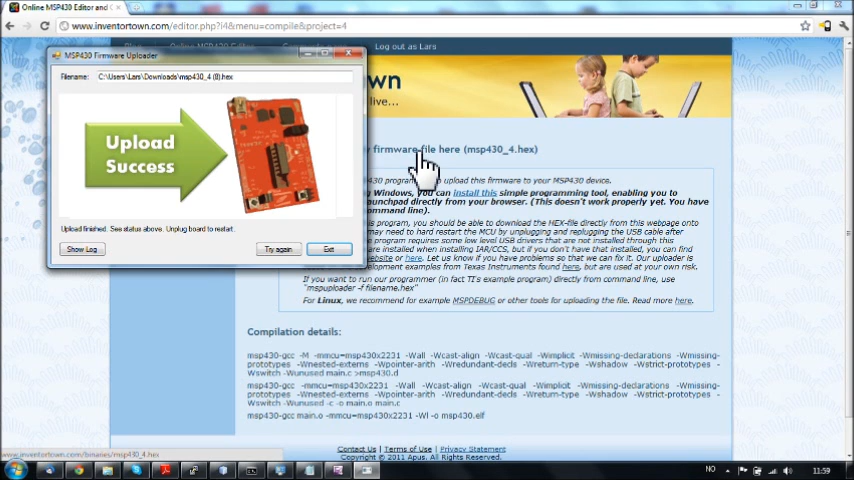 Online MSP430 Editor and C
www.inventortown.com/editor.php?i4&menu=compile&project=4
Log out as Lars
MSP430 Firmware Uploader
Filename: C:\Users\Lars\Downloads\msp430_4 (8).hex
Upload
Success
Upload finished. See status above. Unplug board to restart.
Show Log
Try again
Exit
wn
live...
firmware file here (msp430_4.hex)
to upload this firmware to your MSP430 device.
Windows, you can install this simple programming tool, enabling you to
aunchpad directly from your browser. (This doesn't work properly yet. You have
mmand line).
is program, you should be able to download the HEX-file directly from this webpage onto
may need to hard restart the MCU by unplugging and replugging the USB cable after
e program requires some low level USB drivers that are not installed through this
are installed when installing IAR/CCS, but if you don't have that installed, you can find
website or here. Let us know if you have problems so that we can fix it. Our uploader is
elopment examples from Texas Instruments found here, but are used at your own risk.
If you want to run our programmer (in fact TI's example program) directly from command line, use
"mspuploader -f filename.hex"
For Linux, we recommend for example MSPDEBUG or other tools for uploading the file. Read more here.
Compilation details:
msp430-gcc -M -mmcu=msp430x2231 -Wall -Wcast-align -Wcast-qual -Wimplicit -Wmissing-declarations -Wmissing-
prototypes -Wnested-externs -Wpointer-arith -Wredundant-decls -Wreturn-type -Wshadow -Wstrict-prototypes -
Wswitch -Wunused main.c >msp430.d
msp430-gcc -mmcu=msp430x2231 -Wall -Wcast-align -Wcast-qual -Wimplicit -Wmissing-declarations -Wmissing-
prototypes -Wnested-externs -Wpointer-arith -Wredundant-decls -Wreturn-type -Wshadow -Wstrict-prototypes -
Wswitch -Wunused -c -o main.o main.c
msp430-gcc main.o -mmcu=msp430x2231 -Wl -o msp430.elf
Contact Us | Terms of Use | Privacy Statement
Copyright © 2011 Apus. All Rights Reserved.
www.inventortown.com/binaries/msp430_4.hex
NO
11:59